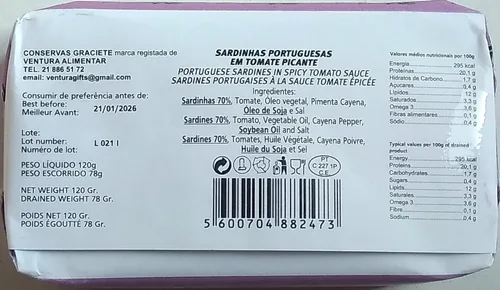 CONSERVAS GRACIETE marca registada de
VENTURA ALIMENTAR
TEL. 21 886 51 72
email: venturagifts@gmail.com
Consumir de preferência antes de:
Best before:
Meilleur Avant:
21/01/2026
Lote:
Lot number:
Numéro de lot:
L 021 I
PESO LÍQUIDO 120g
PESO ESCORRIDO 78g
NET WEIGHT 120 Gr.
DRAINED WEIGHT 78 Gr.
POIDS NET 120 Gr.
POIDS ÉGOUTTÉ 78 Gr.
SARDINHAS PORTUGUESAS
EM TOMATE PICANTE
PORTUGUESE SARDINES IN SPICY TOMATO SAUCE
SARDINES PORTUGAISES À LA SAUCE TOMATE ÉPICÉE
Ingredientes:
Sardinhas 70%, Tomate, Óleo vegetal, Pimenta Cayena,
Óleo de Soja e Sal
Sardines 70%, Tomato, Vegetable Oil, Cayena Pepper,
Soybean Oil and Salt
Sardines 70%, Tomates, Huile Végétale, Cayena Poivre,
Huile du Soja et Sel
PT
C 227 1P
C.E.
5 600704 882473
Valores médios nutricionais por 100g
Energia 295 kcal
Proteínas 20,1 g
Hidratos de Carbono 1,7 g
Açucares 0,4 g
Lípidos 12 g
Saturados 3,3 g
Omega 3 3,6 g
Fibras alimentares 0,1 g
Sódio 0,4 g
Typical values per 100g of drained
product
Energy 295 kcal
Proteins 20,1 g
Carbohydrates 1,7 g
Sugars 0,4 g
Lipids 12 g
Saturates 3,3 g
Omega 3 3,6 g
Fibre 0,1 g
Sodium 0,4 g